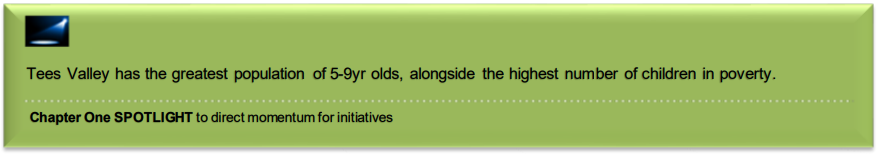 Tees Valley has the greatest population of 5-9yr olds, alongside the highest number of children in poverty.
Chapter One SPOTLIGHT to direct momentum for initiatives